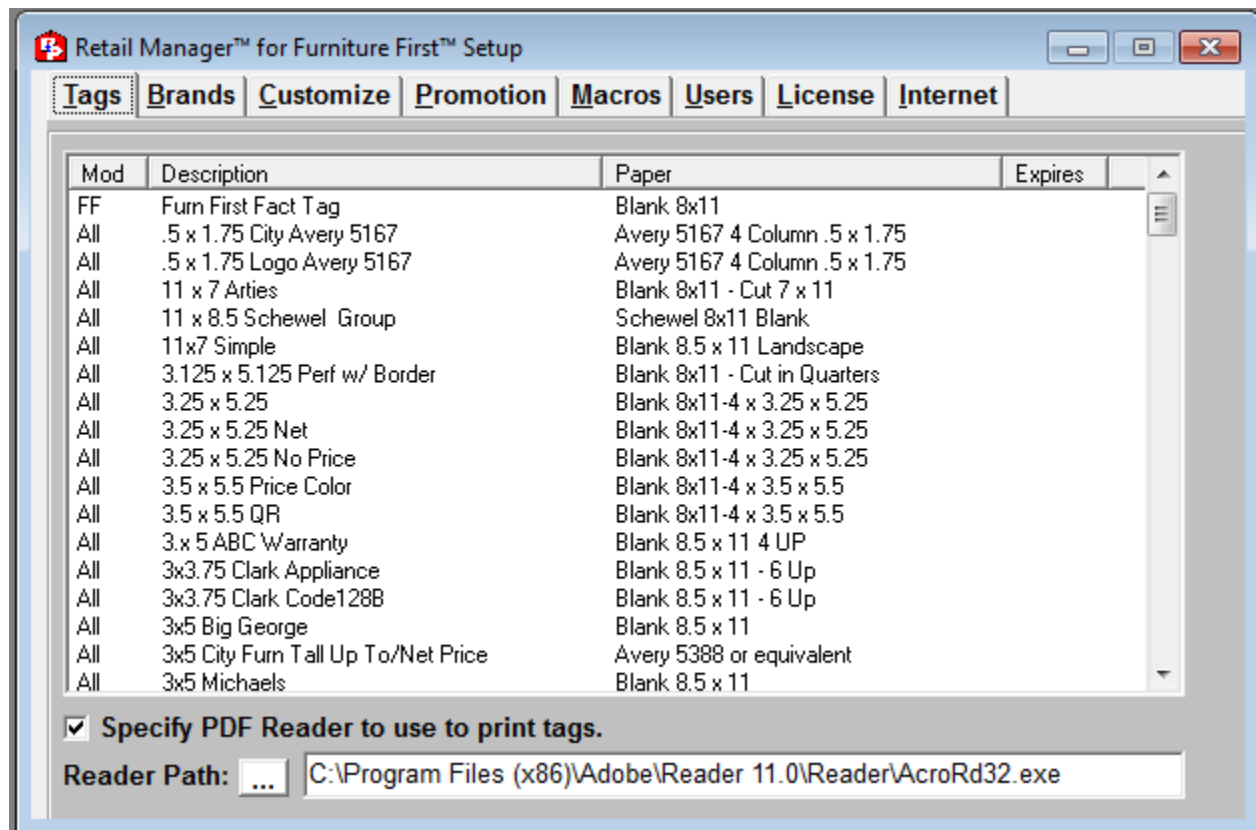 Retail Manager™ for Furniture First™ Setup
Tags Brands Customize Promotion Macros Users License Internet
Mod Description Paper Expires
FF Furn First Fact Tag Blank 8x11
All .5 x 1.75 City Avery 5167 Avery 5167 4 Column .5 x 1.75
All .5 x 1.75 Logo Avery 5167 Avery 5167 4 Column .5 x 1.75
All 11 x 7 Arties Blank 8x11 - Cut 7 x 11
All 11 x 8.5 Schewel  Group Schewel 8x11 Blank
All 11x7 Simple Blank 8.5 x 11 Landscape
All 3.125 x 5.125 Perf w/ Border Blank 8x11 - Cut in Quarters
All 3.25 x 5.25 Blank 8x11-4 x 3.25 x 5.25
All 3.25 x 5.25 Net Blank 8x11-4 x 3.25 x 5.25
All 3.25 x 5.25 No Price Blank 8x11-4 x 3.25 x 5.25
All 3.5 x 5.5 Price Color Blank 8x11-4 x 3.5 x 5.5
All 3.5 x 5.5 QR Blank 8x11-4 x 3.5 x 5.5
All 3.x 5 ABC Warranty Blank 8.5 x 11 4 UP
All 3x3.75 Clark Appliance Blank 8.5 x 11 - 6 Up
All 3x3.75 Clark Code128B Blank 8.5 x 11 - 6 Up
All 3x5 Big George Blank 8.5 x 11
All 3x5 City Furn Tall Up To/Net Price Avery 5388 or equivalent
All 3x5 Michaels Blank 8.5 x 11
Specify PDF Reader to use to print tags.
Reader Path: ... C:\Program Files (x86)\Adobe\Reader 11.0\Reader\AcroRd32.exe